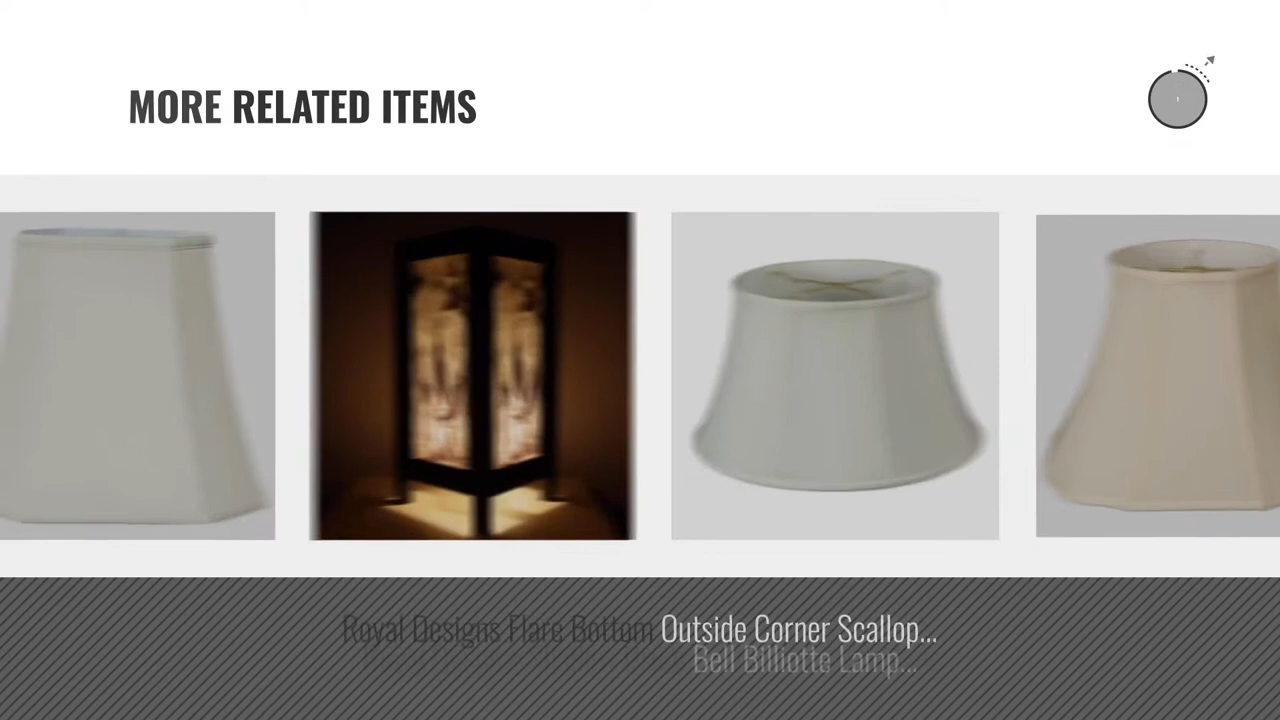 MORE RELATED ITEMS
Royal Designs Flare Bottom Outside Corner Scallop...
Bell Billiotte Lamp...